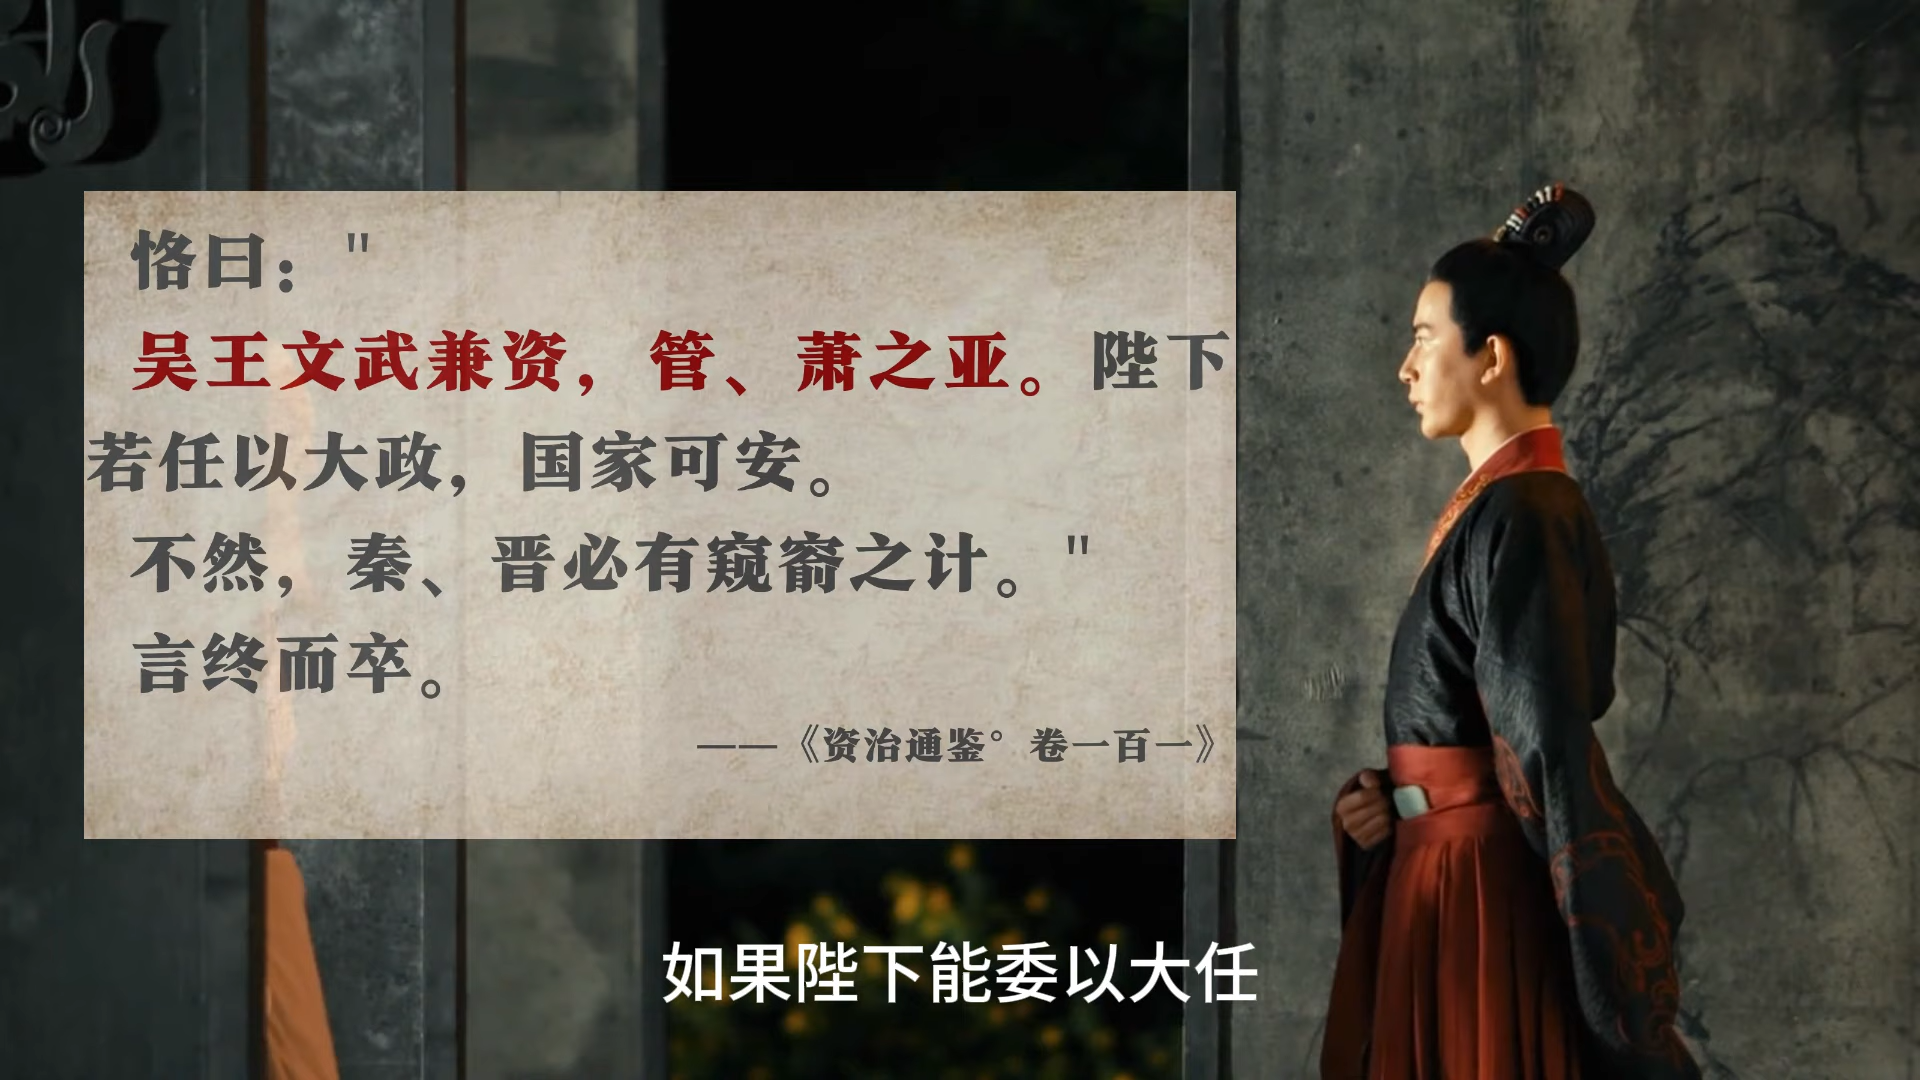 恪曰："
吴王文武兼资，管、萧之亚。陛下
若任以大政，国家可安。
不然，秦、晋必有窥窬之计。"
言终而卒。
——《资治通鉴°卷一百一》
如果陛下能委以大任